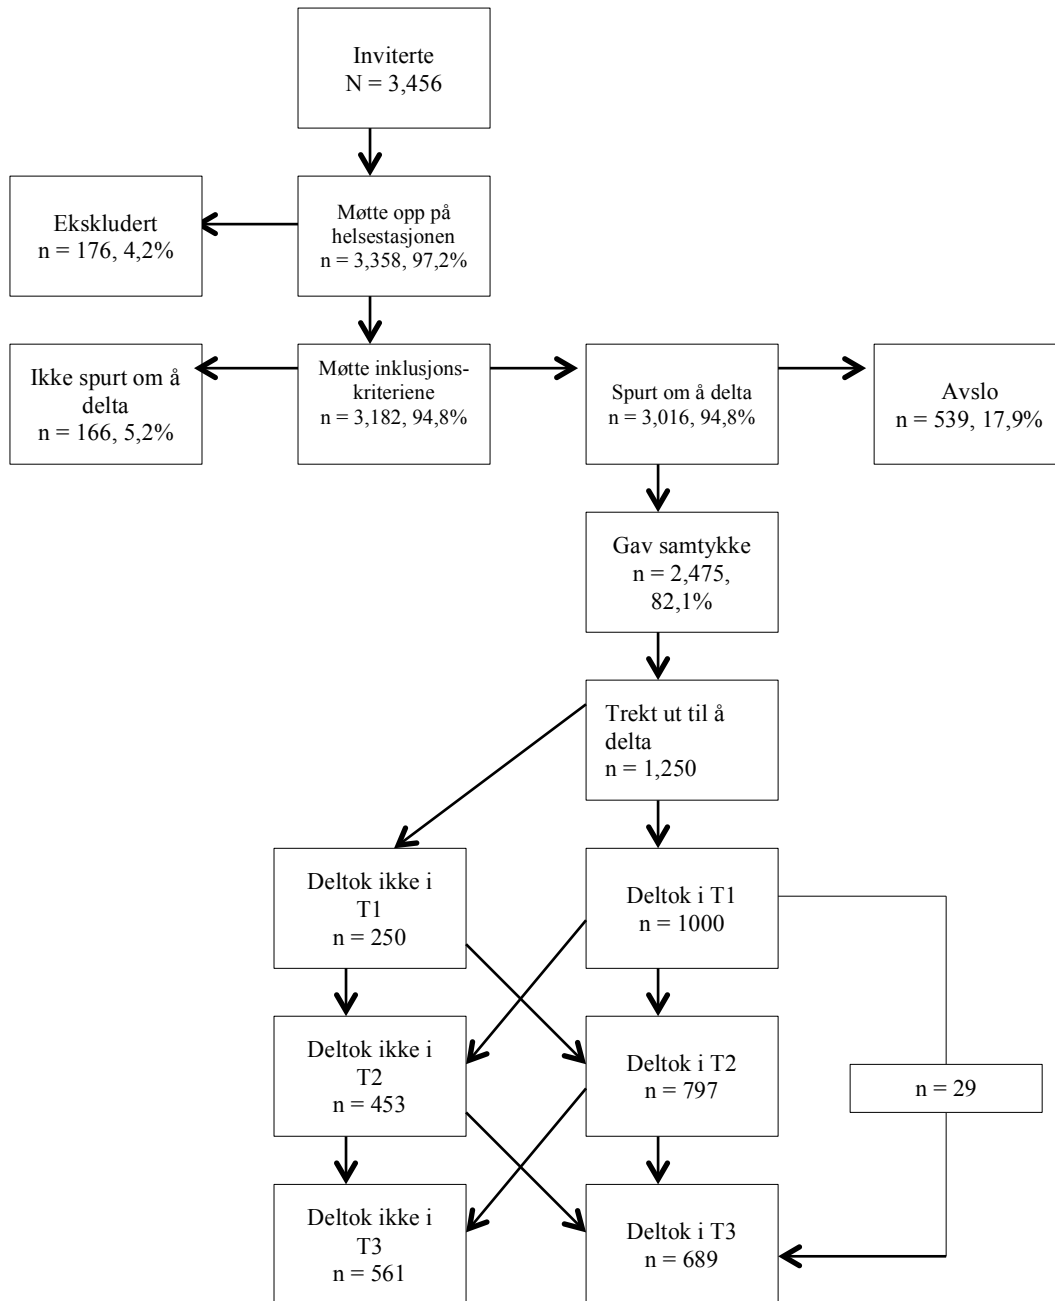 Inviterte
N = 3,456
Møtte opp på
helsestasjonen
n = 3,358, 97,2%
Ekskludert
n = 176, 4,2%
Ikke spurt om å
delta
n = 166, 5,2%
Møtte inklusjons-
kriteriene
n = 3,182, 94,8%
Spurt om å delta
n = 3,016, 94,8%
Avslo
n = 539, 17,9%
Gav samtykke
n = 2,475,
82,1%
Trekt ut til å
delta
n = 1,250
Deltok ikke i
T1
n = 250
Deltok i T1
n = 1000
Deltok ikke i
T2
n = 453
Deltok i T2
n = 797
n = 29
Deltok ikke i
T3
n = 561
Deltok i T3
n = 689